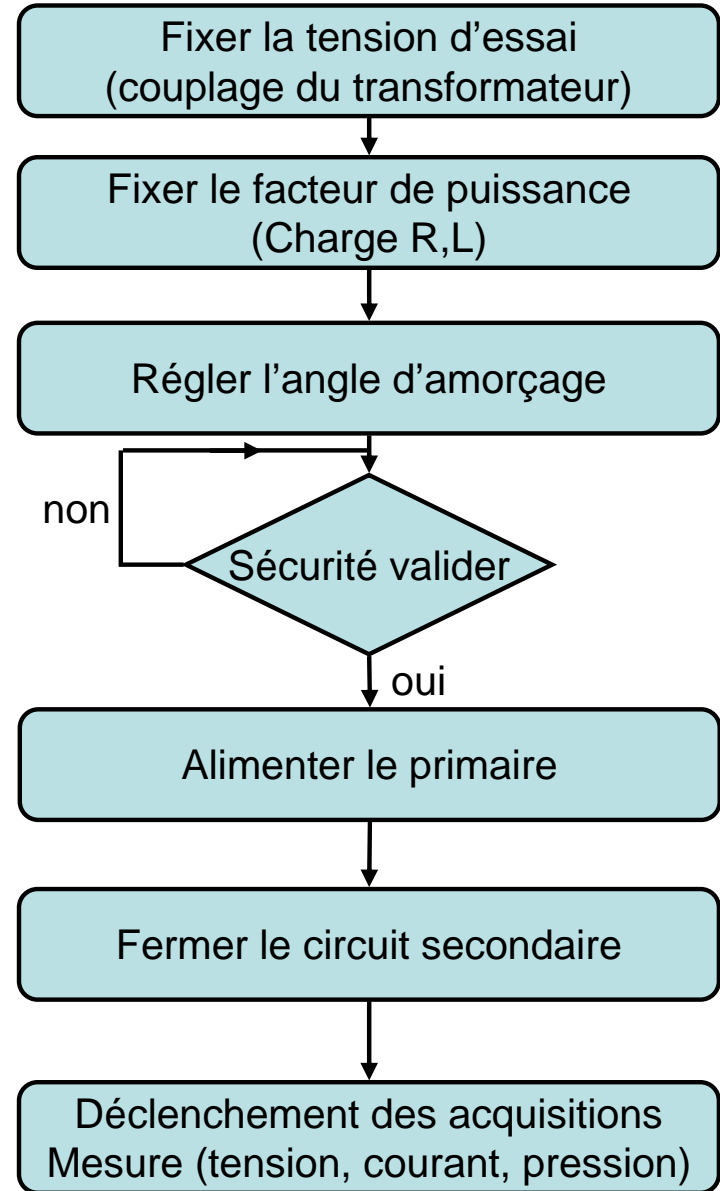 Fixer la tension d’essai
(couplage du transformateur)
Fixer le facteur de puissance
(Charge R,L)
Régler l’angle d’amorçage
non
Sécurité valider
oui
Alimenter le primaire
Fermer le circuit secondaire
Déclenchement des acquisitions
Mesure (tension, courant, pression)